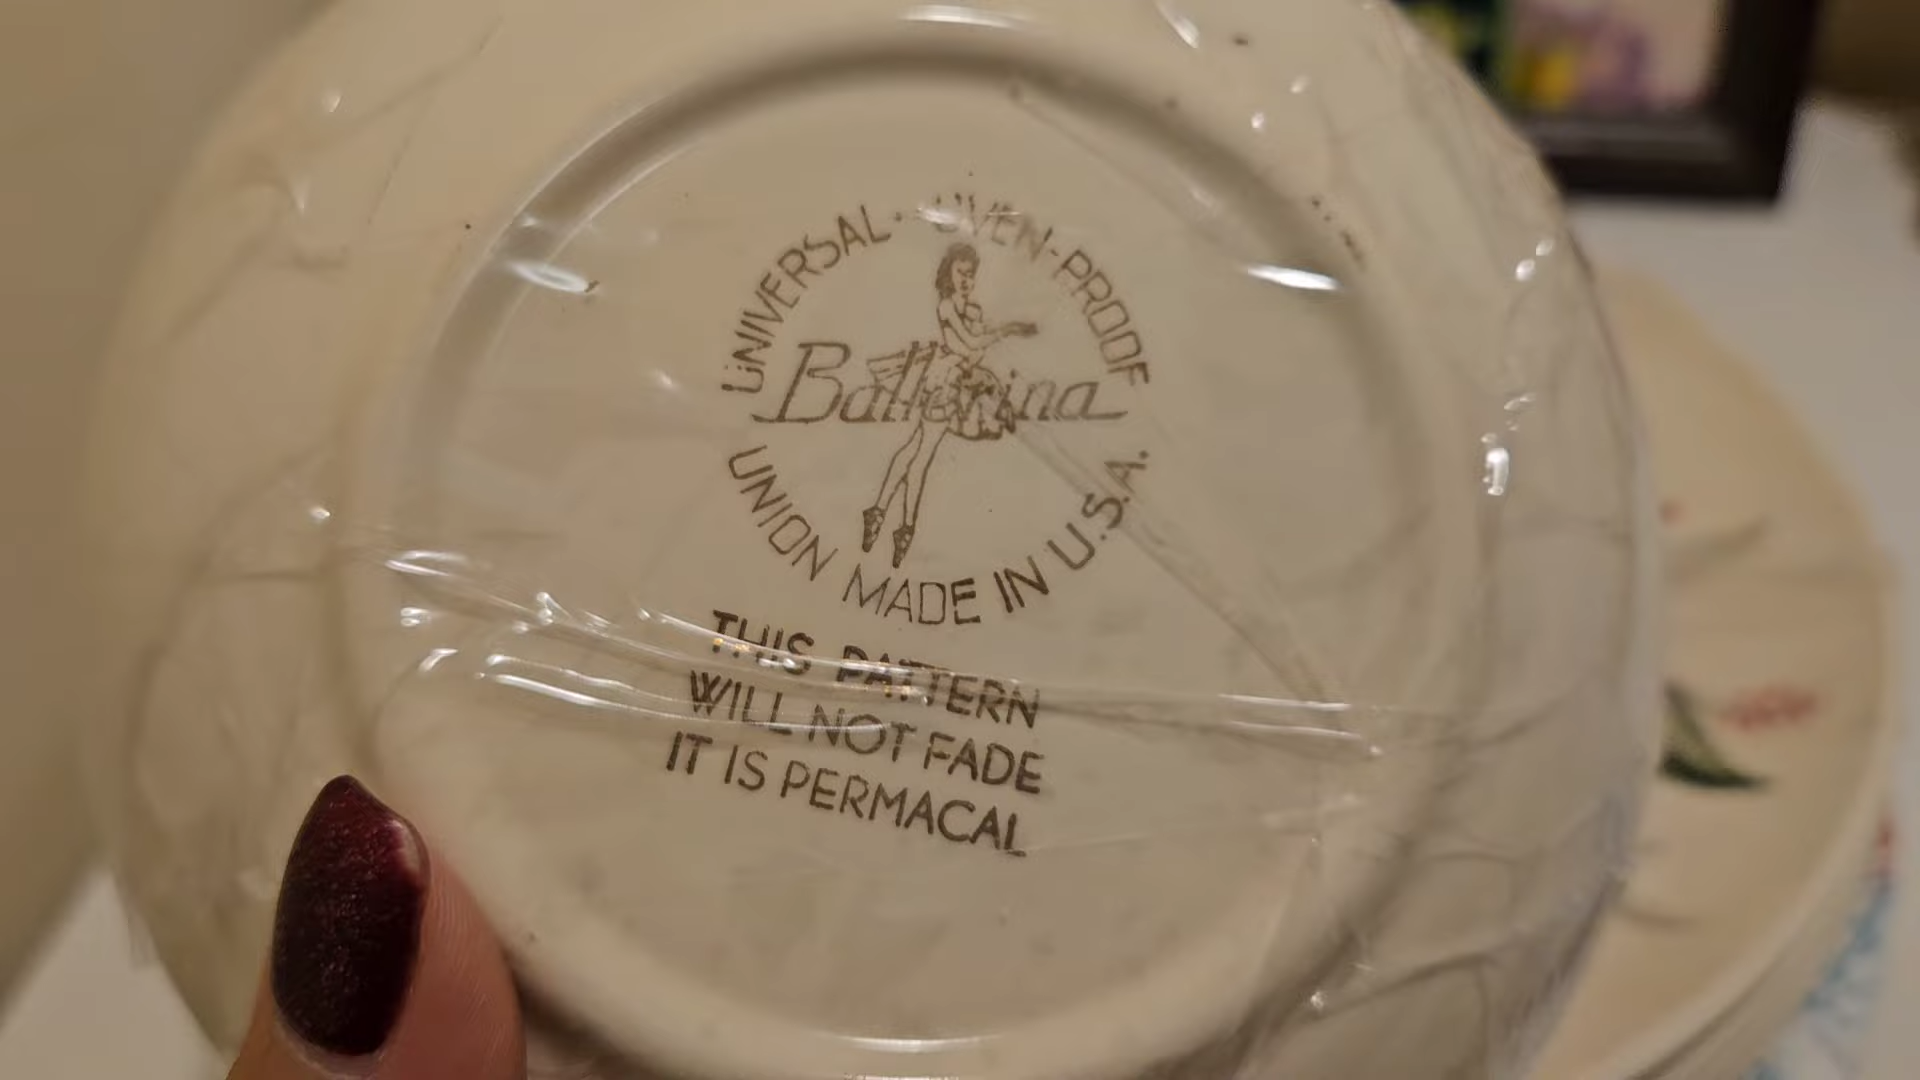 UNIVERSAL · OVEN-PROOF
Ballerina
UNION MADE IN U.S.A.
THIS PATTERN
WILL NOT FADE
IT IS PERMACAL